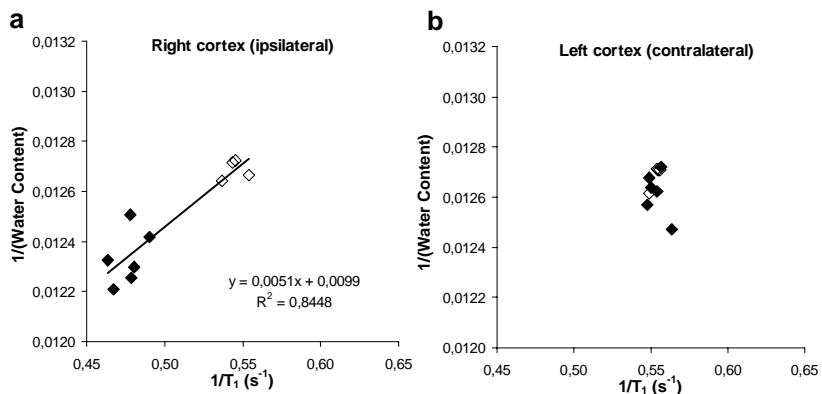 a
Right cortex (ipsilateral)
1/(Water Content)
0,0132
0,0130
0,0128
0,0126
0,0124
0,0122
0,0120
y = 0,0051x + 0,0099
R² = 0,8448
0,45 0,50 0,55 0,60 0,65
1/T₁ (s⁻¹)
b
Left cortex (contralateral)
1/(Water Content)
0,0132
0,0130
0,0128
0,0126
0,0124
0,0122
0,0120
0,45 0,50 0,55 0,60 0,65
1/T₁ (s⁻¹)